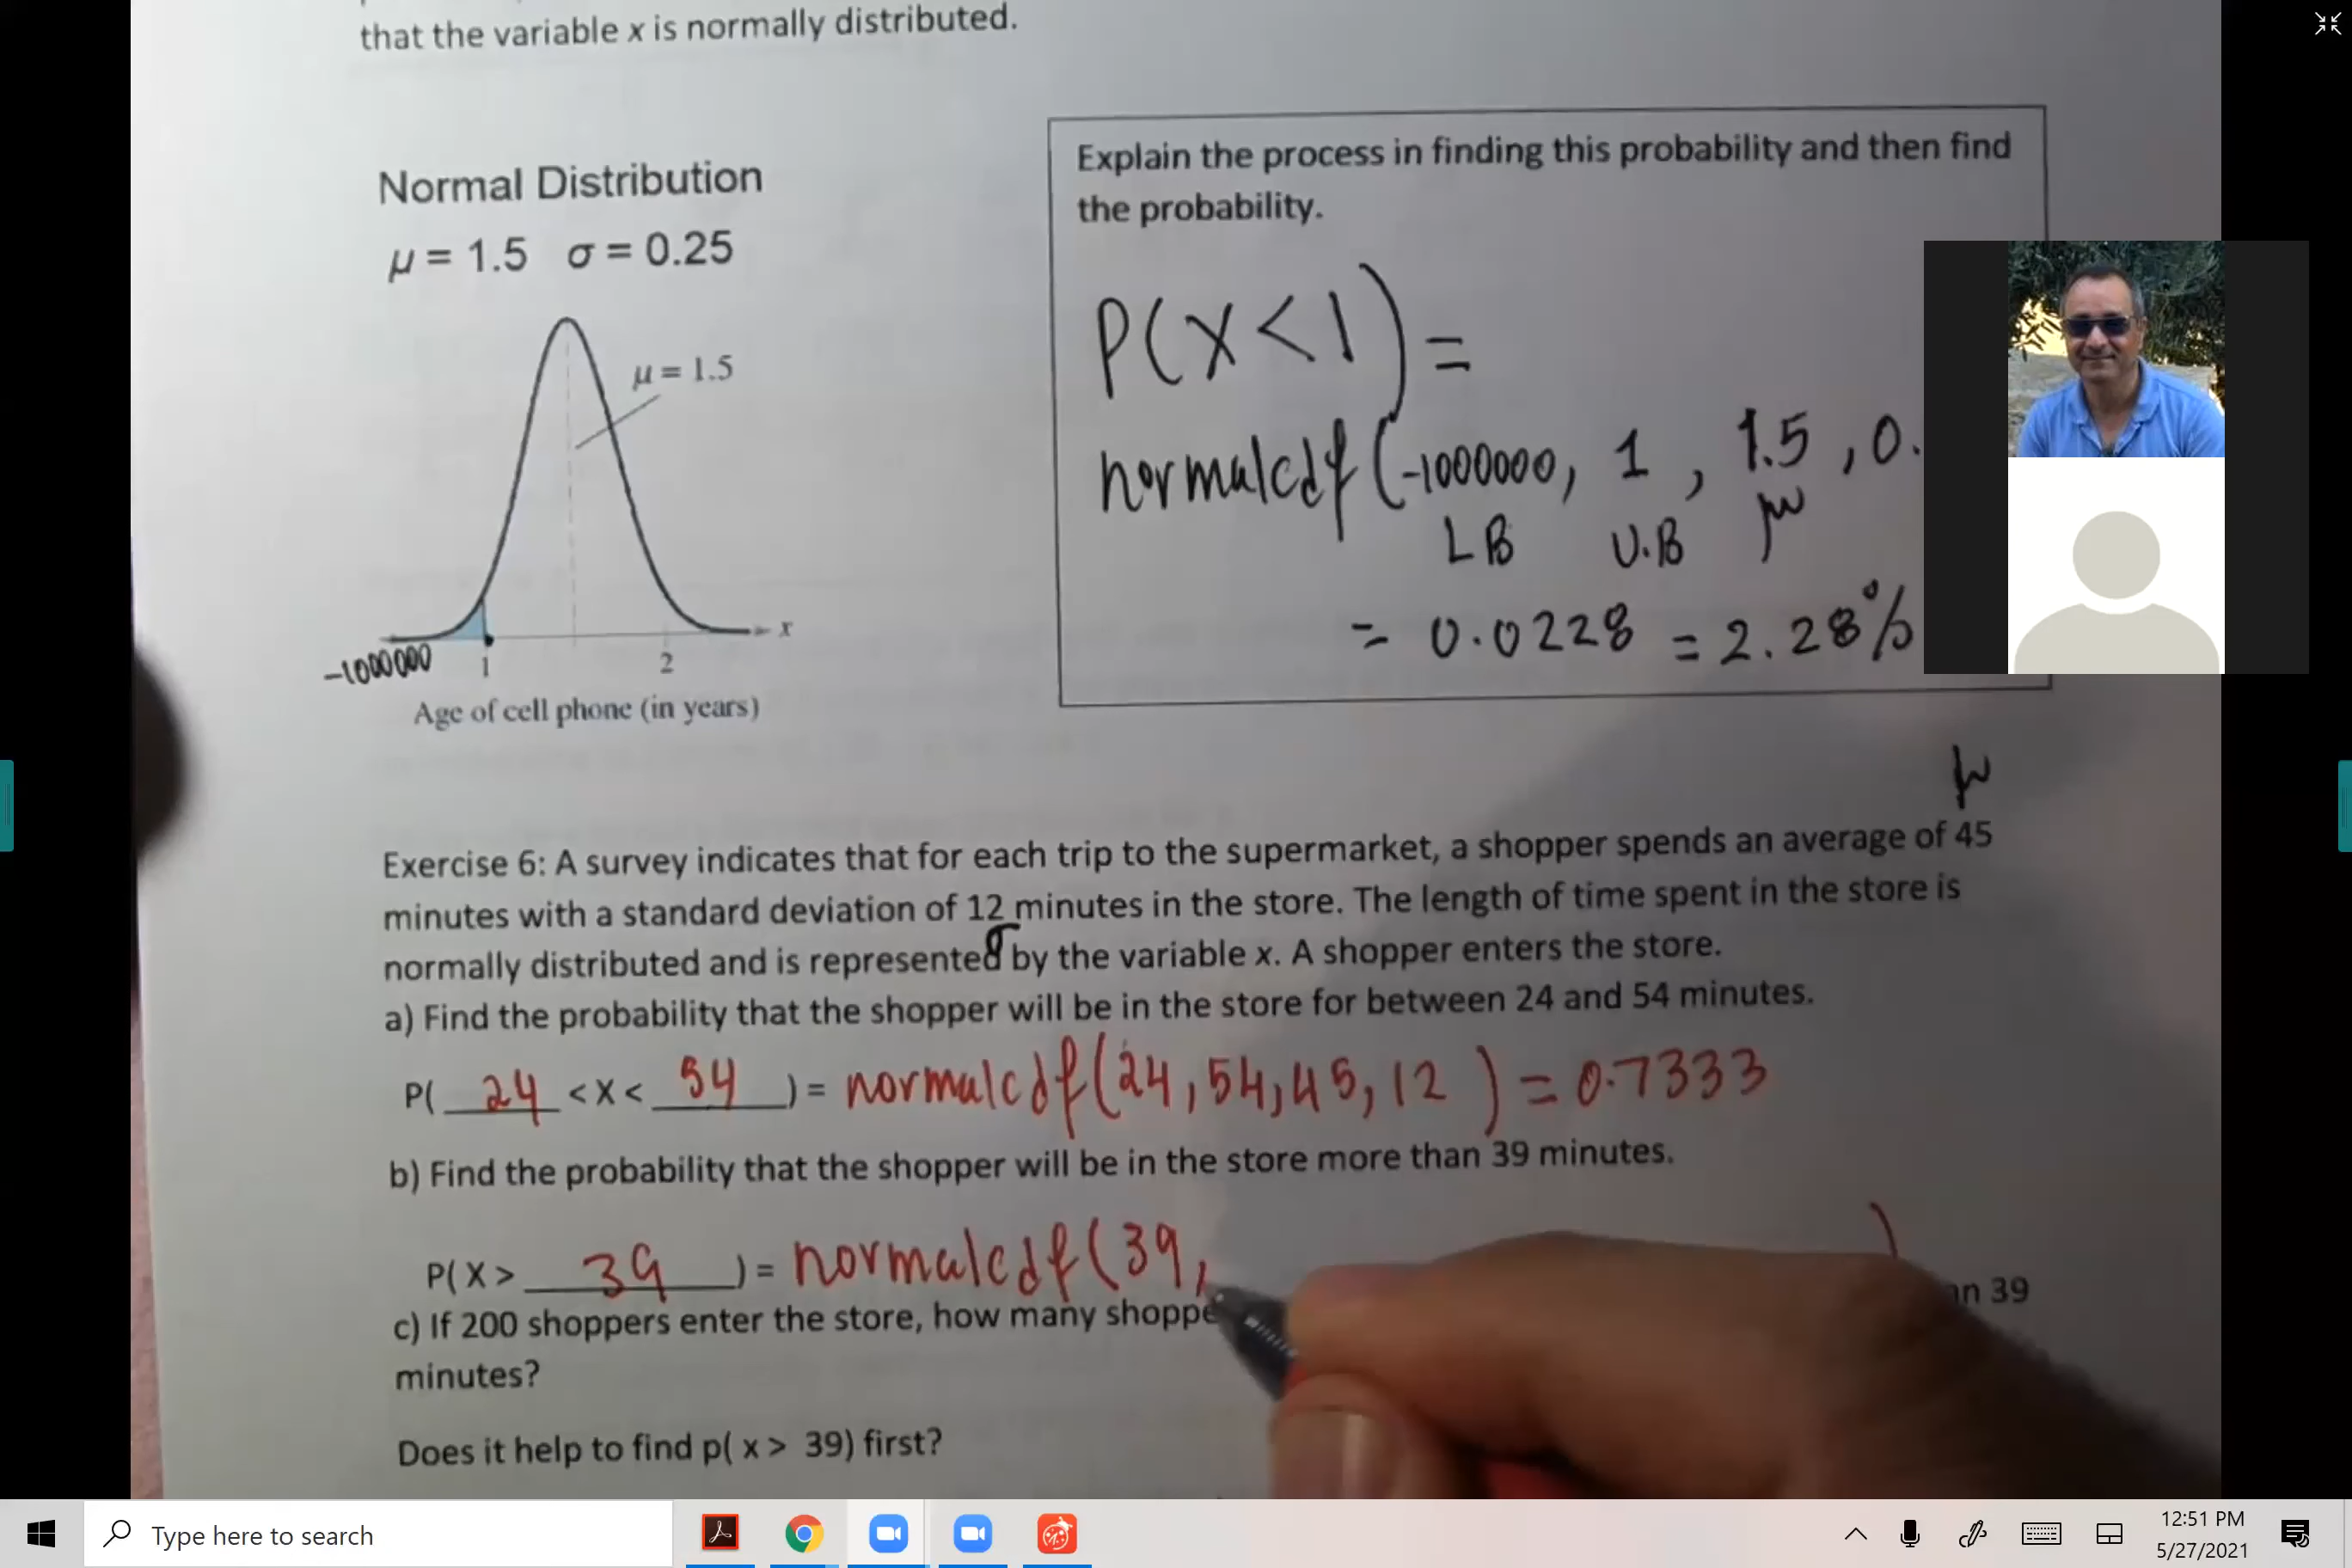 that the variable x is normally distributed.
Normal Distribution
μ = 1.5 σ = 0.25
μ = 1.5
x
-1000000 1 2
Age of cell phone (in years)
Explain the process in finding this probability and then find
the probability.
P(X<1) =
normalcdf(-1000000, 1, 1.5, 0.
LB U.B μ
= 0.0228 = 2.28%
μ
Exercise 6: A survey indicates that for each trip to the supermarket, a shopper spends an average of 45
minutes with a standard deviation of 12 minutes in the store. The length of time spent in the store is
σ
normally distributed and is represented by the variable x. A shopper enters the store.
a) Find the probability that the shopper will be in the store for between 24 and 54 minutes.
P( 24 < X < 54 ) = normalcdf(24, 54, 45, 12 ) = 0.7333
b) Find the probability that the shopper will be in the store more than 39 minutes.
P( X > 39 ) = normalcdf(39, )
c) If 200 shoppers enter the store, how many 39
minutes?
Does it help to find p( x > 39) first?
Type here to search
12:51 PM
5/27/2021